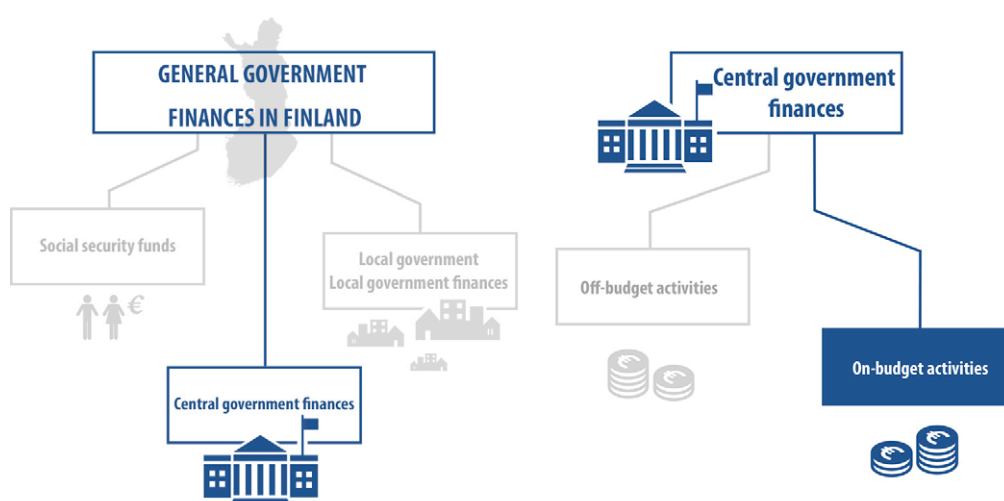 GENERAL GOVERNMENT
FINANCES IN FINLAND
Social security funds
€
Local government
Local government finances
Central government finances
Central government
finances
Off-budget activities
€
€
On-budget activities
€
€